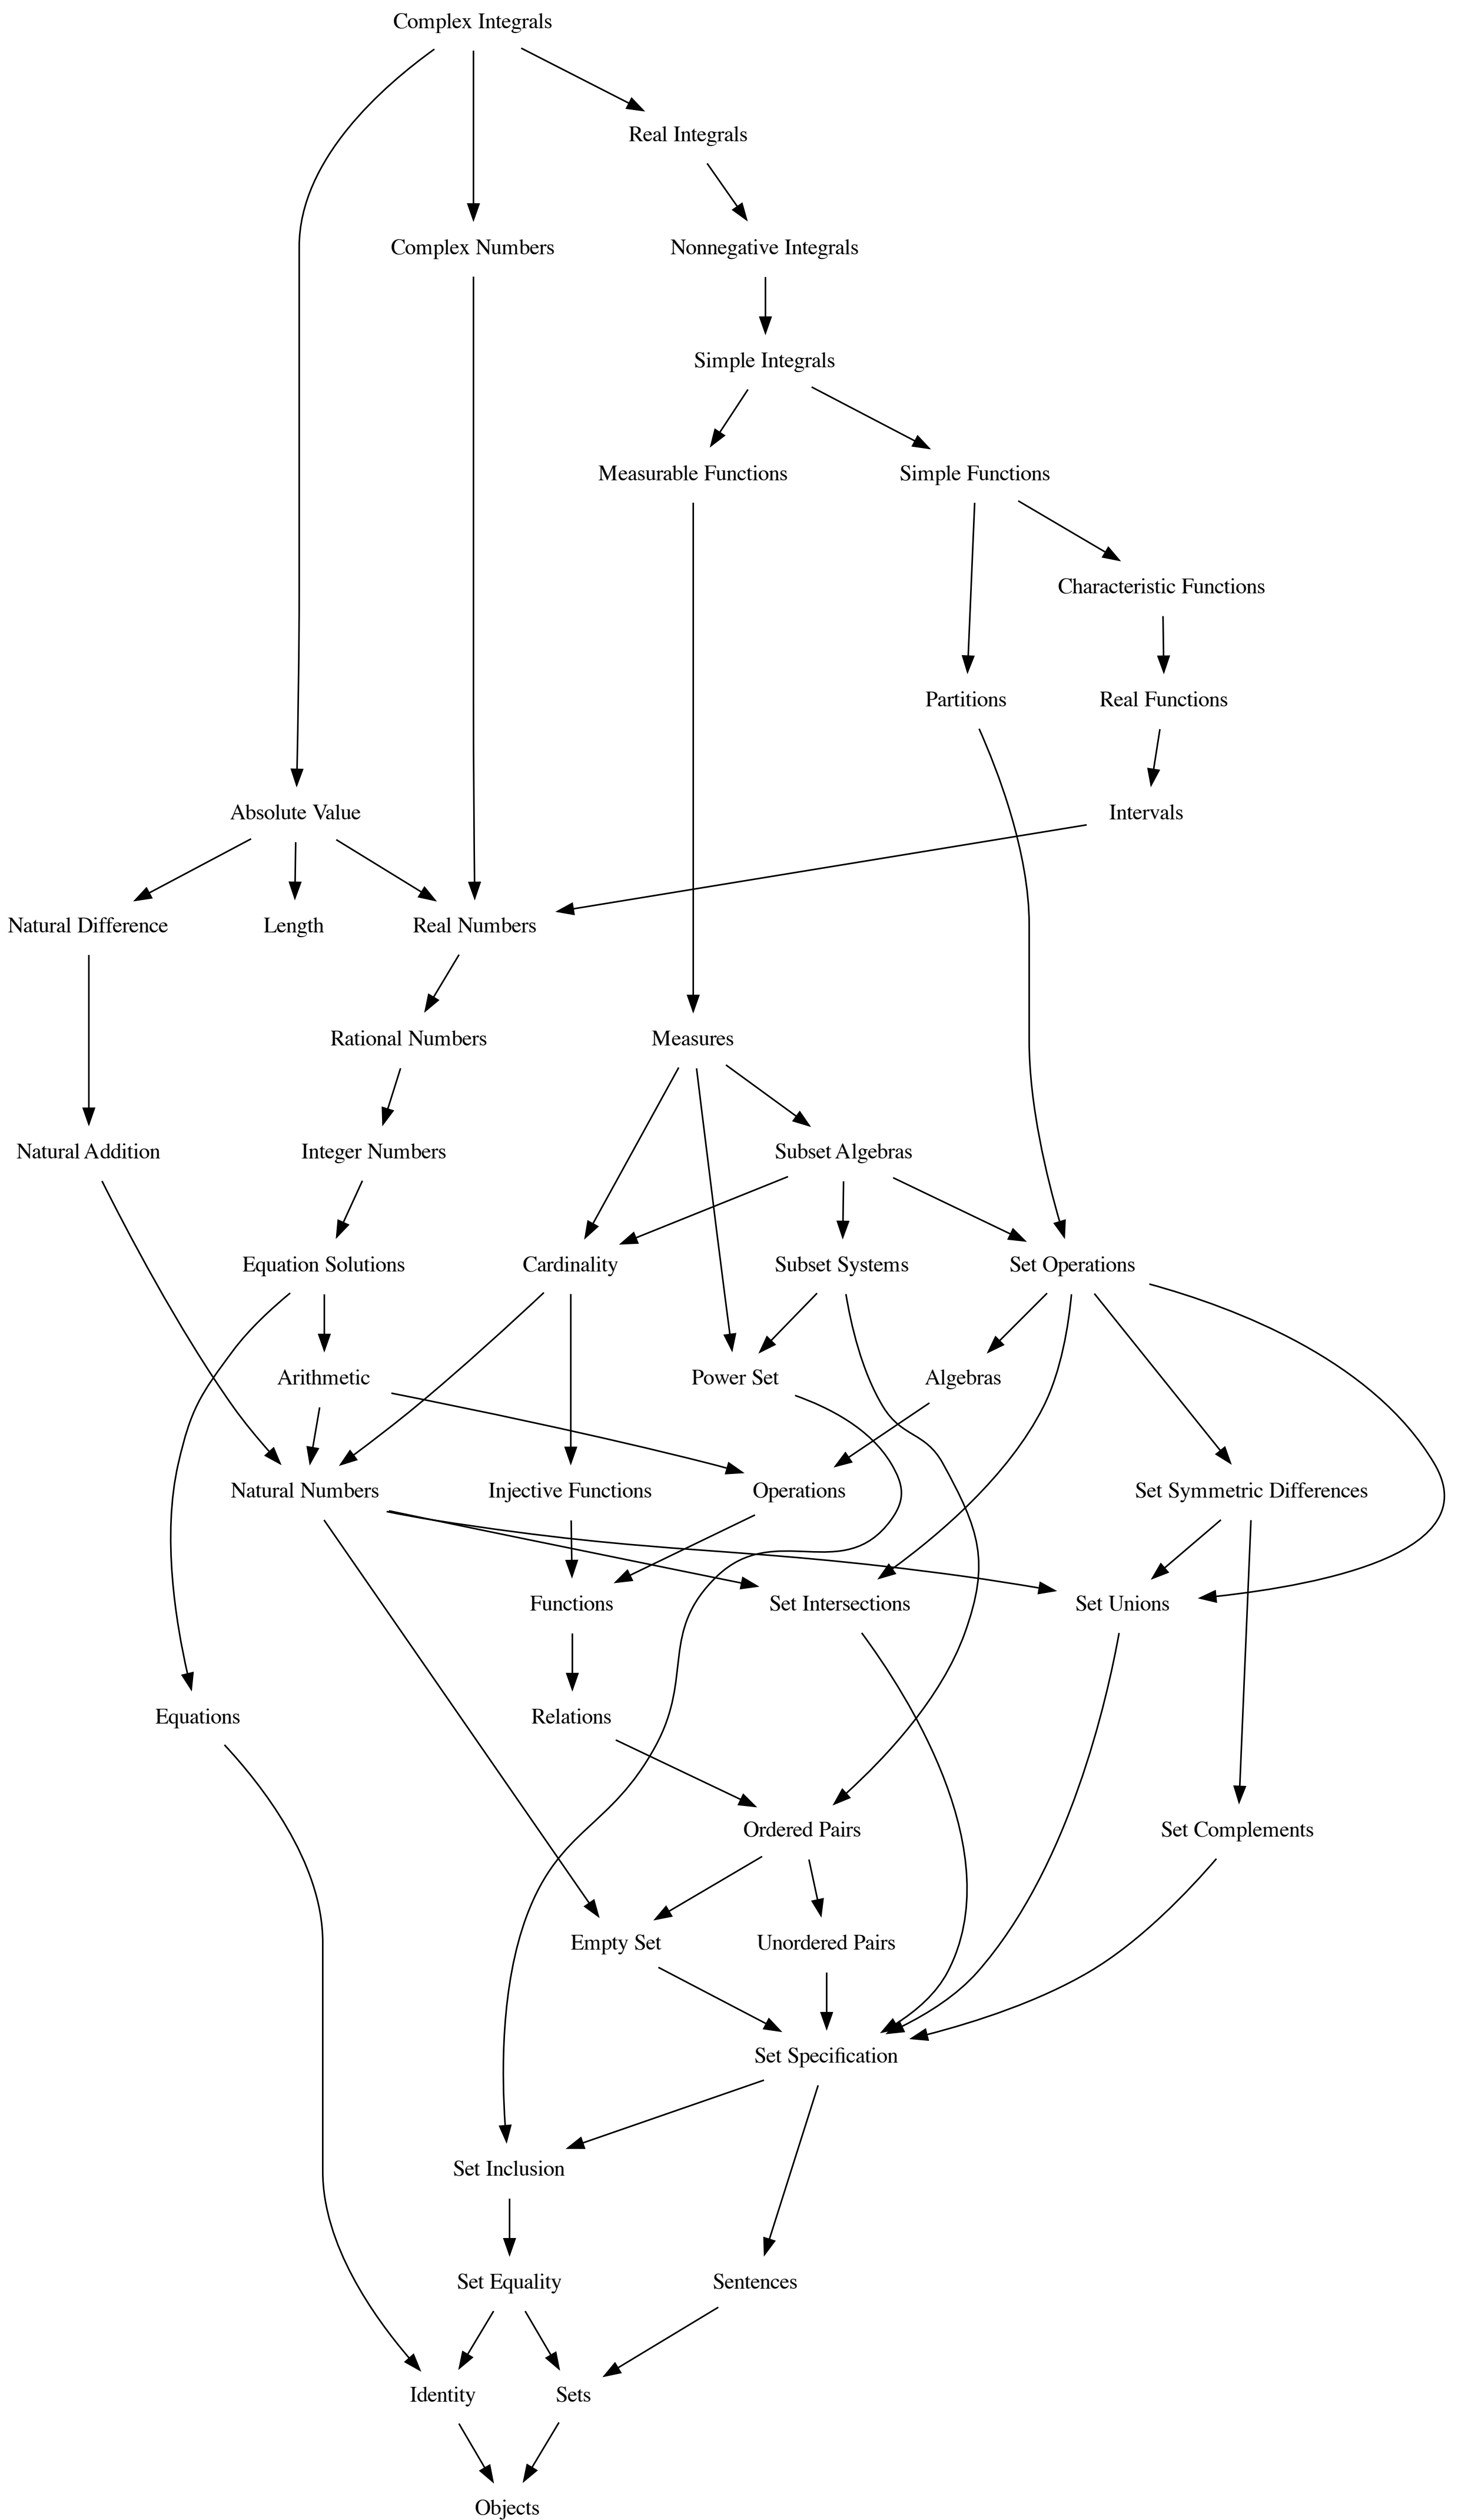 Complex Integrals
Real Integrals
Complex Numbers
Nonnegative Integrals
Simple Integrals
Measurable Functions
Simple Functions
Characteristic Functions
Partitions
Real Functions
Absolute Value
Intervals
Natural Difference
Length
Real Numbers
Rational Numbers
Measures
Natural Addition
Integer Numbers
Subset Algebras
Equation Solutions
Cardinality
Subset Systems
Set Operations
Arithmetic
Power Set
Algebras
Natural Numbers
Injective Functions
Operations
Set Symmetric Differences
Functions
Set Intersections
Set Unions
Equations
Relations
Ordered Pairs
Set Complements
Empty Set
Unordered Pairs
Set Specification
Set Inclusion
Set Equality
Sentences
Identity
Sets
Objects